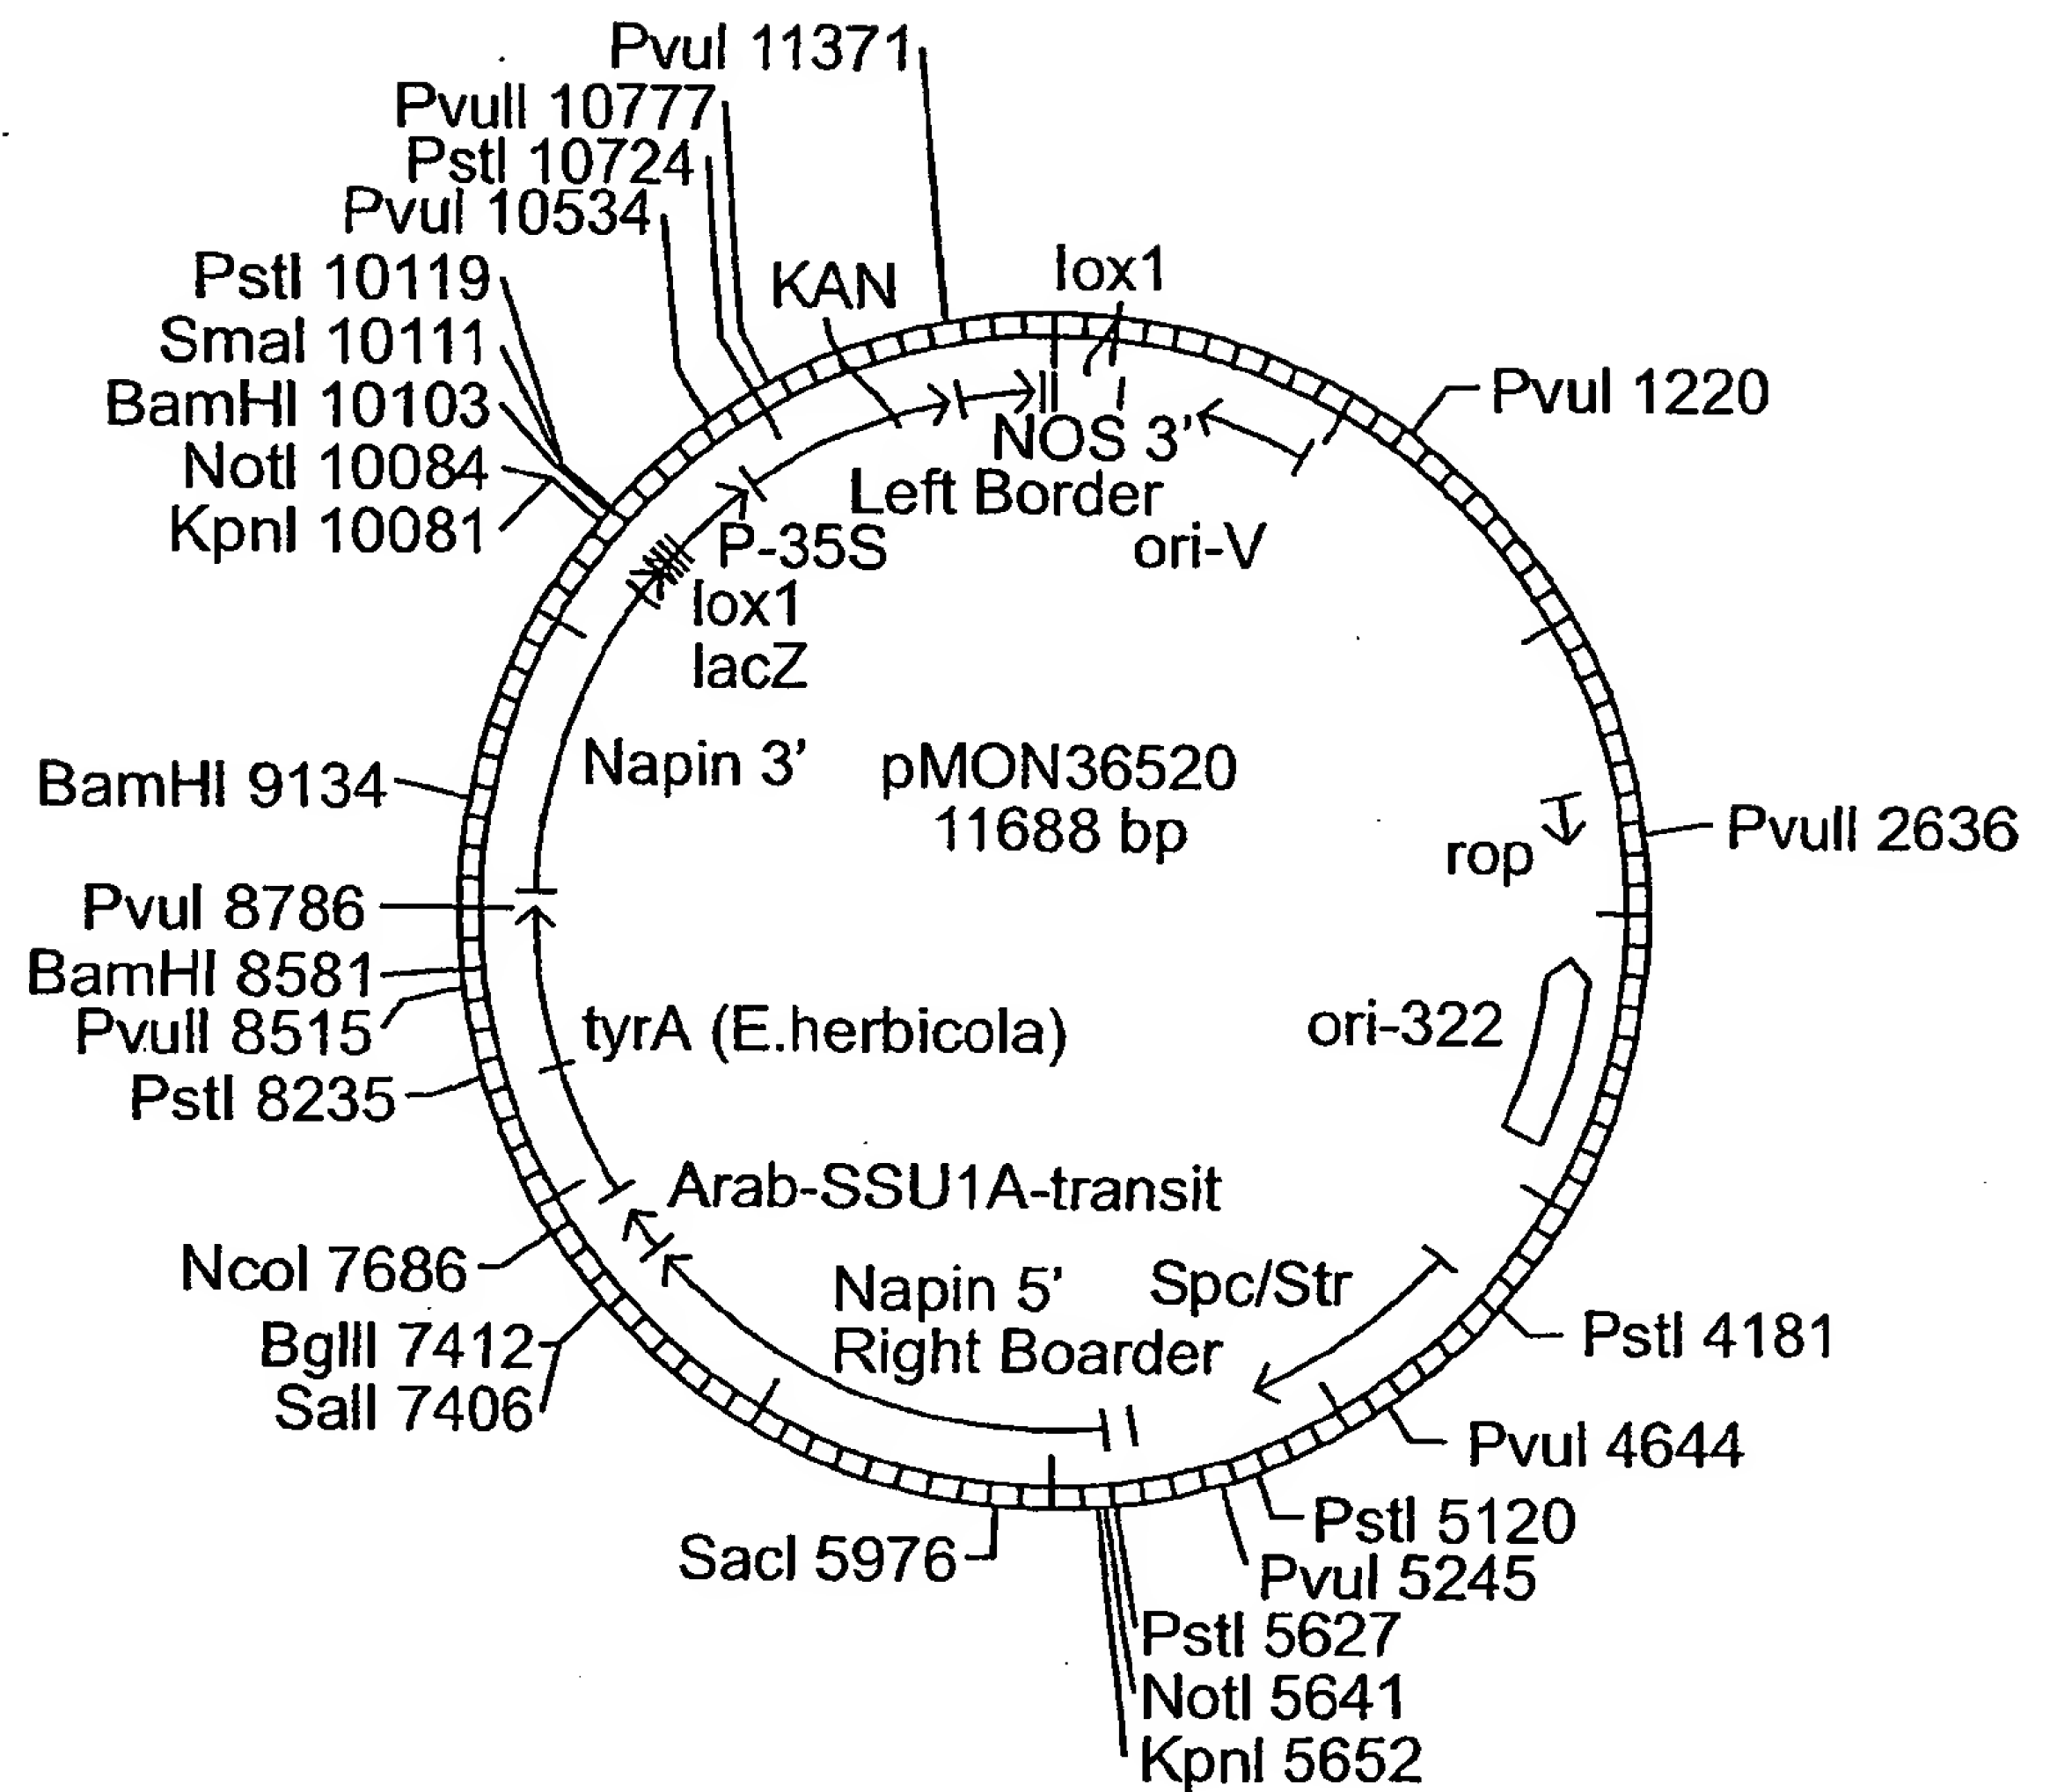 PvuI 11371
PvuII 10777
PstI 10724
PvuI 10534
PstI 10119
SmaI 10111
BamHI 10103
NotI 10084
KpnI 10081
KAN
lox1
PvuI 1220
NOS 3'
Left Border
P-35S
ori-V
lox1
lacZ
Napin 3'
pMON36520
11688 bp
BamHI 9134
PvuII 2636
rop
PvuI 8786
BamHI 8581
PvuII 8515
PstI 8235
tyrA (E.herbicola)
ori-322
Arab-SSU1A-transit
NcoI 7686
BglII 7412
SalI 7406
Napin 5'
Right Boarder
Spc/Str
PstI 4181
PvuI 4644
PstI 5120
PvuI 5245
SacI 5976
PstI 5627
NotI 5641
KpnI 5652